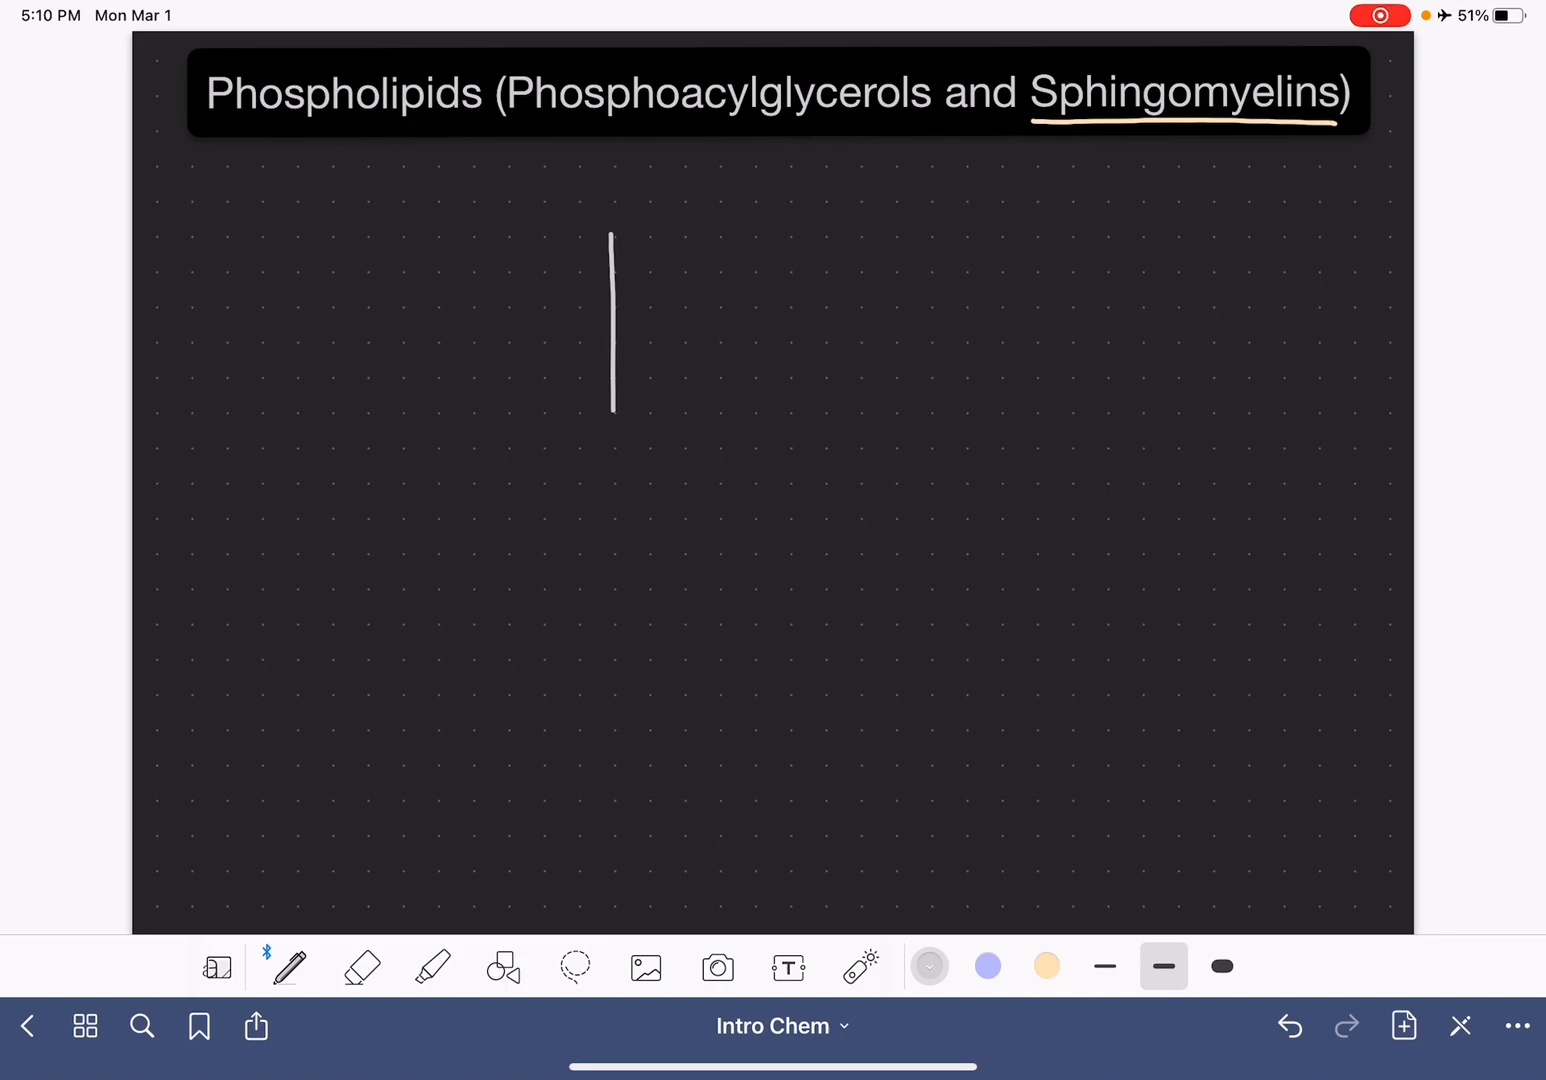 5:10 PM Mon Mar 1 51%
Phospholipids (Phosphoacylglycerols and Sphingomyelins)
T
Intro Chem